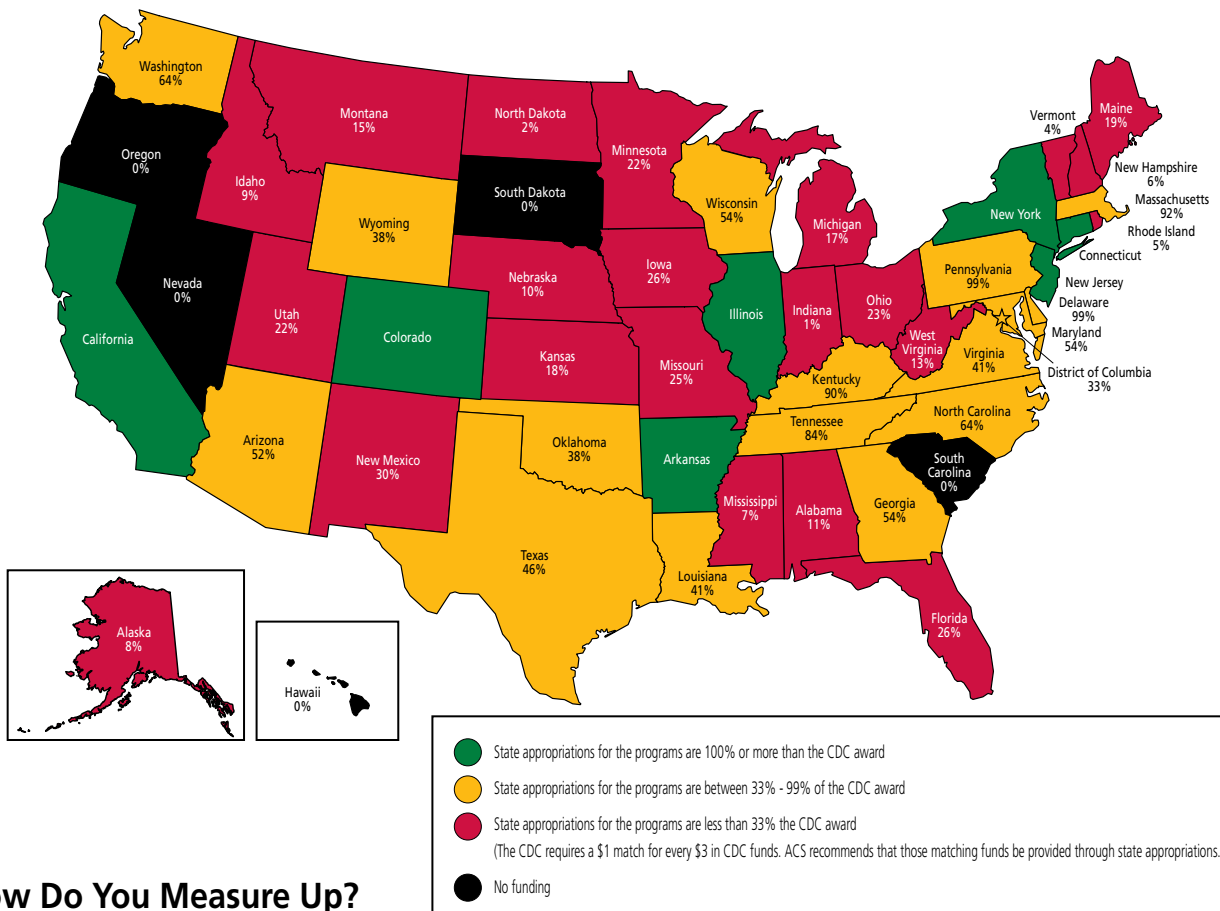 Washington
64%
Oregon
0%
California
Nevada
0%
Idaho
9%
Montana
15%
Wyoming
38%
Utah
22%
Colorado
Arizona
52%
New Mexico
30%
North Dakota
2%
South Dakota
0%
Nebraska
10%
Kansas
18%
Oklahoma
38%
Texas
46%
Minnesota
22%
Iowa
26%
Missouri
25%
Arkansas
Louisiana
41%
Wisconsin
54%
Illinois
Michigan
17%
Indiana
1%
Ohio
23%
Kentucky
90%
Tennessee
84%
Mississippi
7%
Alabama
11%
Georgia
54%
Florida
26%
South
Carolina
0%
North Carolina
64%
Virginia
41%
West
Virginia
13%
Pennsylvania
99%
New York
Vermont
4%
Maine
19%
New Hampshire
6%
Massachusetts
92%
Rhode Island
5%
Connecticut
New Jersey
Delaware
99%
Maryland
54%
District of Columbia
33%
Alaska
8%
Hawaii
0%
State appropriations for the programs are 100% or more than the CDC award
State appropriations for the programs are between 33% - 99% of the CDC award
State appropriations for the programs are less than 33% the CDC award
(The CDC requires a $1 match for every $3 in CDC funds. ACS recommends that those matching funds be provided through state appropriations.
No funding
ow Do You Measure Up?